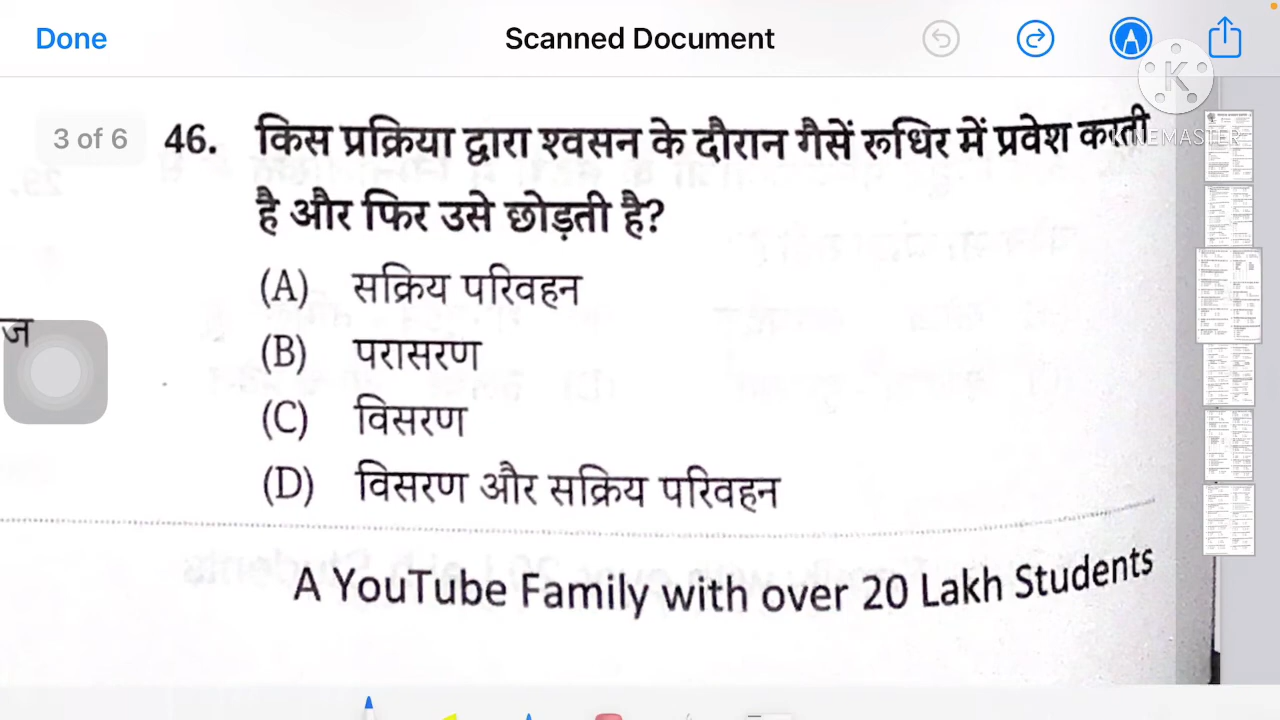 Done
Scanned Document
3 of 6
K
KINEMASTER
46. किस प्रक्रिया द्वारा श्वसन के दौरान गैसें रूधिर में प्रवेश करती
है और फिर उसे छोड़ती है?
(A) सक्रिय परिवहन
(B) परासरण
(C) विसरण
(D) विसरण और सक्रिय परिवहन
ज
A YouTube Family with over 20 Lakh Students